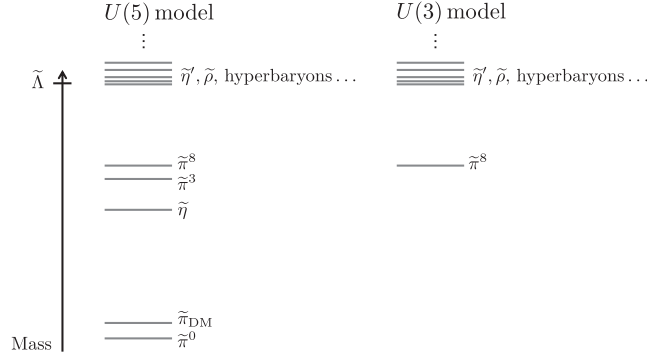 U(5) model
U(3) model
⋮
⋮
Λ̃
η̃′, ρ̃, hyperbaryons …
η̃′, ρ̃, hyperbaryons …
π̃⁸
π̃⁸
π̃³
η̃
π̃_DM
π̃⁰
Mass